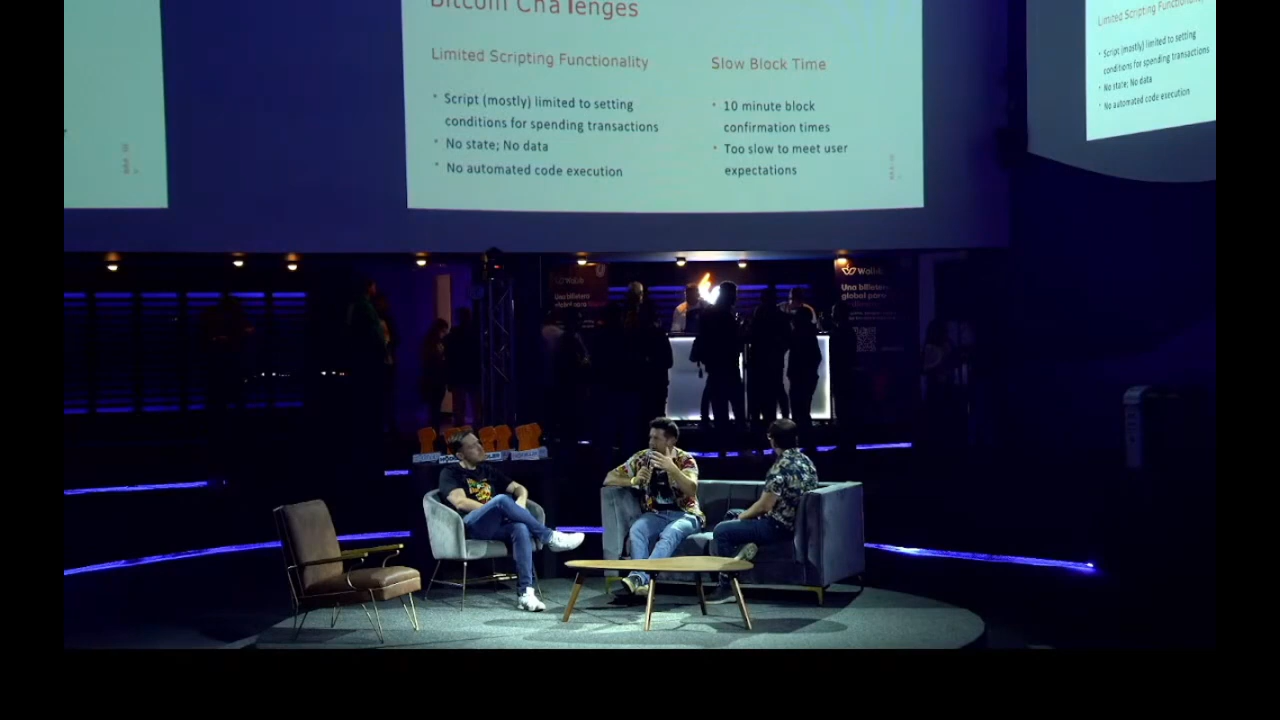 Bitcoin Challenges
Limited Scripting Functionality
Script (mostly) limited to setting
conditions for spending transactions
No state; No data
No automated code execution
Slow Block Time
10 minute block
confirmation times
Too slow to meet user
expectations
Limited Scripting Functionality
Script (mostly) limited to setting
conditions for spending transactions
No state; No data
No automated code execution
Una billetera
global para